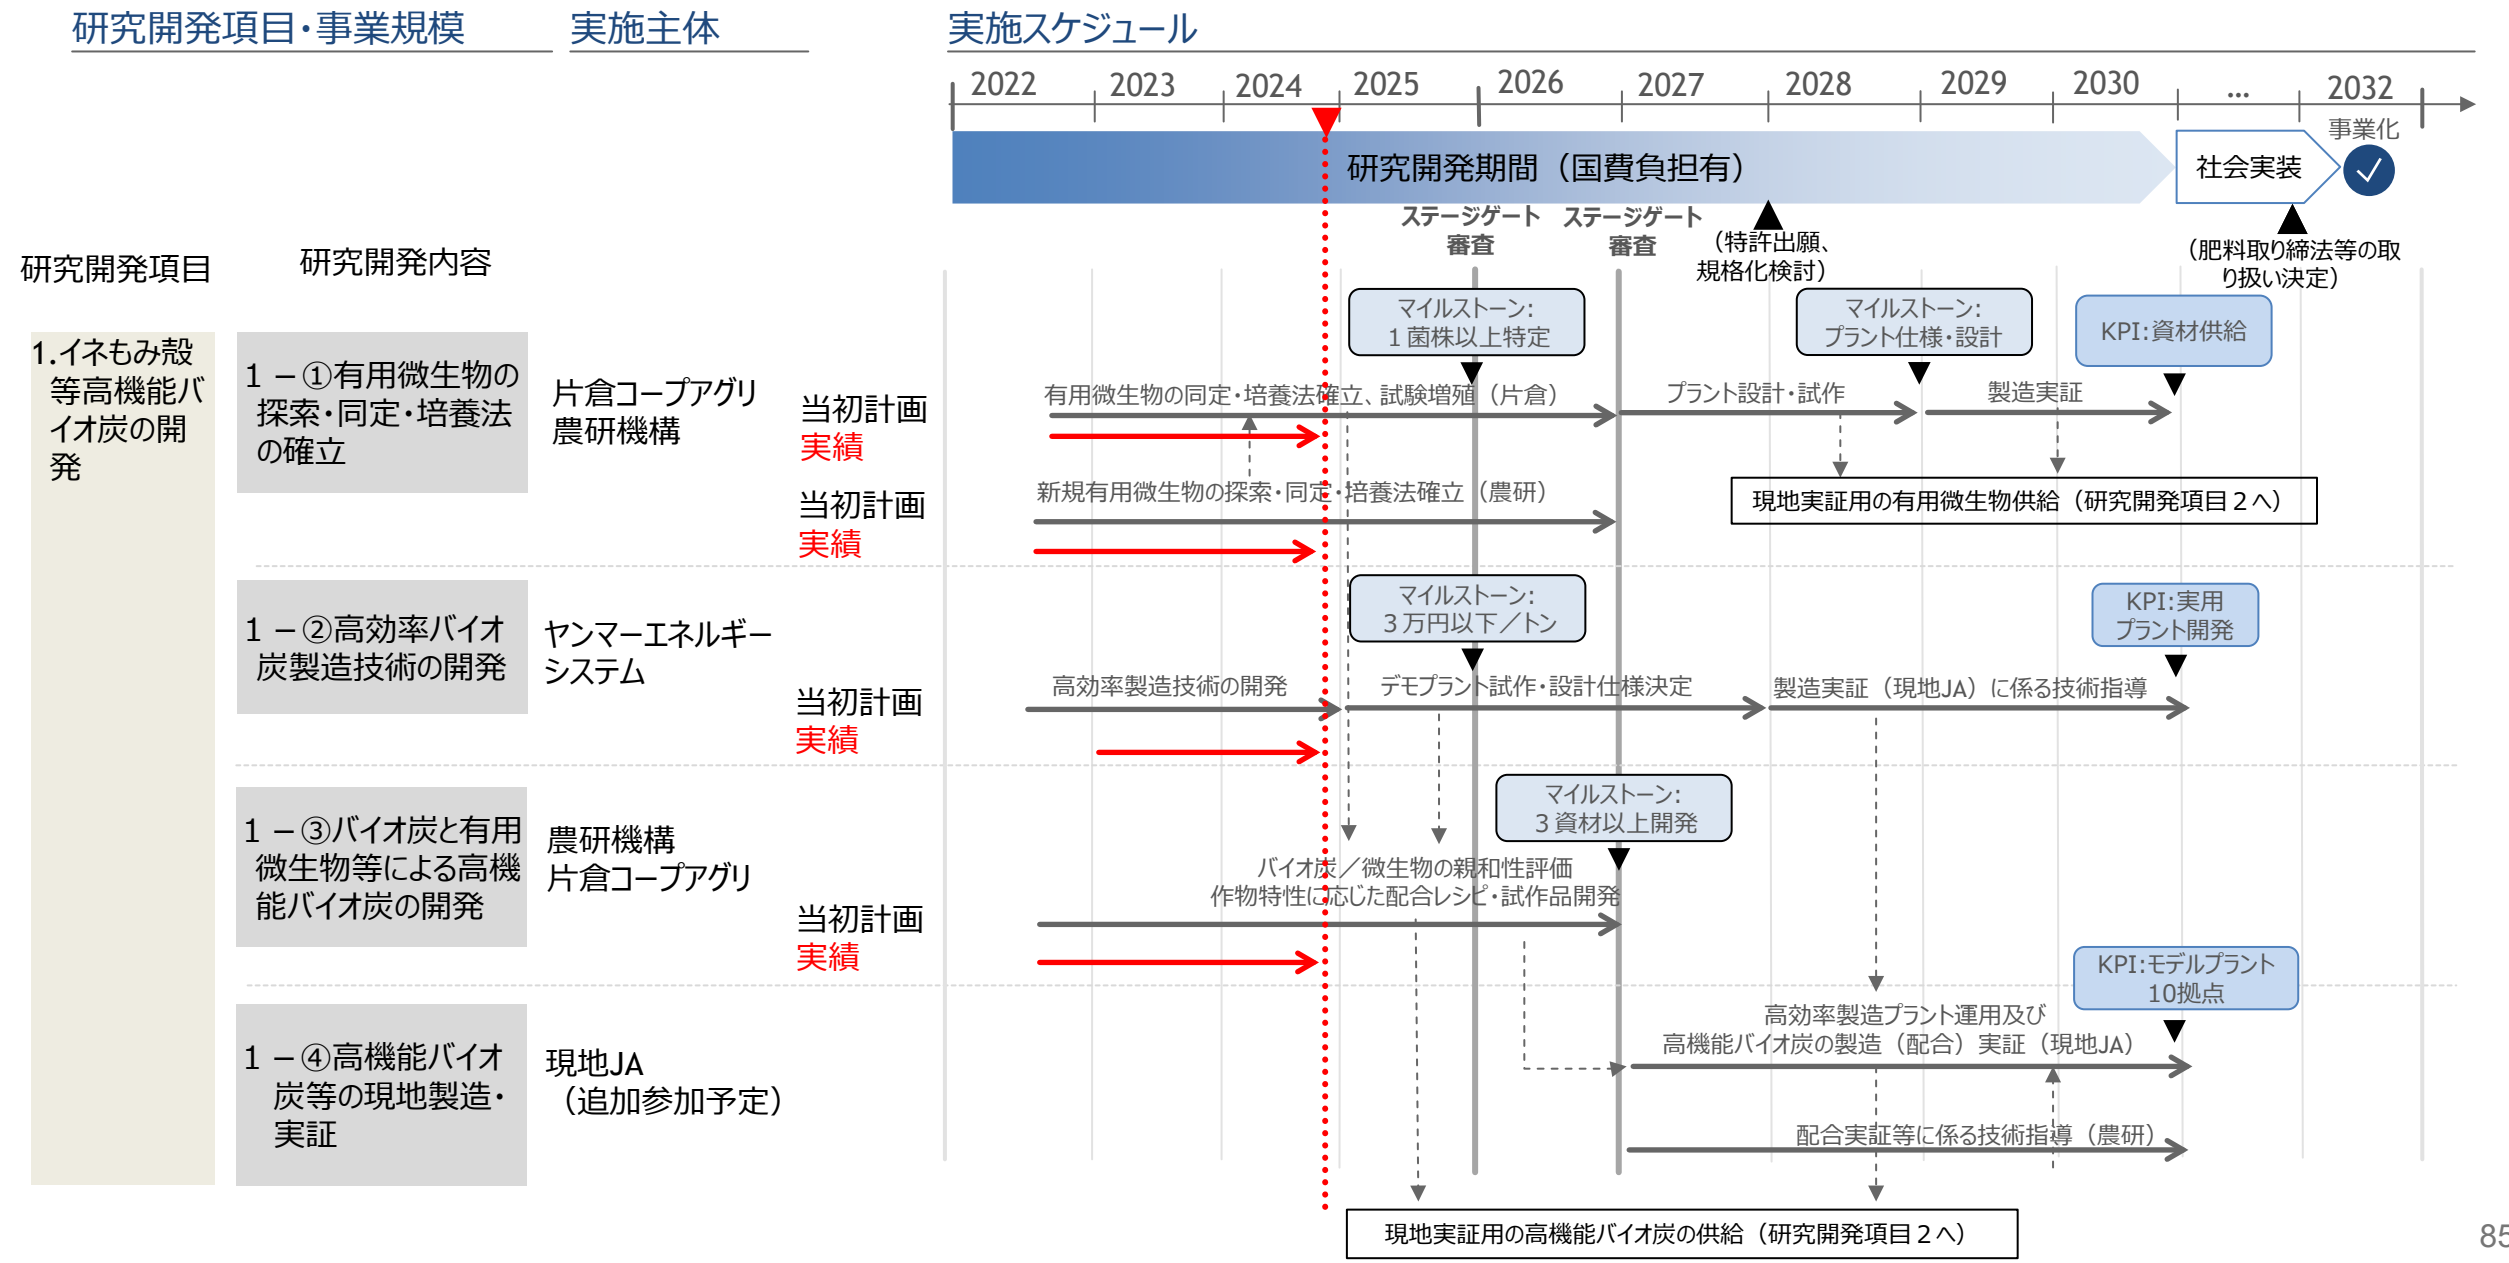 研究開発項目・事業規模
実施主体
実施スケジュール
2022
2023
2024
2025
2026
2027
2028
2029
2030
…
2032
事業化
研究開発期間（国費負担有）
社会実装
ステージゲート
審査
ステージゲート
審査
（特許出願、
規格化検討）
（肥料取り締法等の取
り扱い決定）
研究開発項目
研究開発内容
1.イネもみ殻
等高機能バ
イオ炭の開
発
１－①有用微生物の
探索・同定・培養法
の確立
片倉コープアグリ
農研機構
当初計画
実績
マイルストーン:
１菌株以上特定
マイルストーン:
プラント仕様・設計
KPI:資材供給
有用微生物の同定・培養法確立、試験増殖（片倉）
プラント設計・試作
製造実証
当初計画
実績
新規有用微生物の探索・同定・培養法確立（農研）
現地実証用の有用微生物供給（研究開発項目２へ）
１－②高効率バイオ
炭製造技術の開発
ヤンマーエネルギー
システム
当初計画
実績
マイルストーン:
３万円以下／トン
KPI:実用
プラント開発
高効率製造技術の開発
デモプラント試作・設計仕様決定
製造実証（現地JA）に係る技術指導
１－③バイオ炭と有用
微生物等による高機
能バイオ炭の開発
農研機構
片倉コープアグリ
当初計画
実績
マイルストーン:
３資材以上開発
バイオ炭／微生物の親和性評価
作物特性に応じた配合レシピ・試作品開発
１－④高機能バイオ
炭等の現地製造・
実証
現地JA
（追加参加予定）
KPI:モデルプラント
10拠点
高効率製造プラント運用及び
高機能バイオ炭の製造（配合）実証（現地JA）
配合実証等に係る技術指導（農研）
現地実証用の高機能バイオ炭の供給（研究開発項目２へ）
85